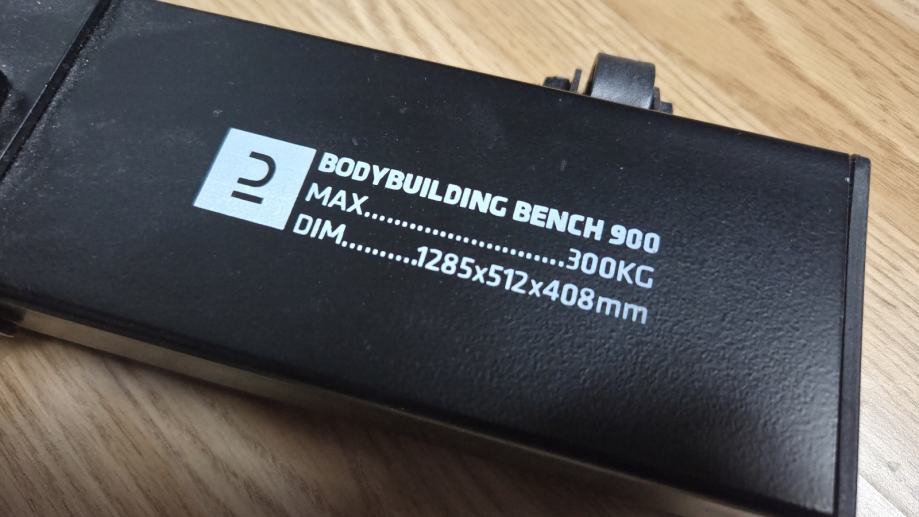 BODYBUILDING BENCH 900
MAX..........................300KG
DIM..........1285x512x408mm